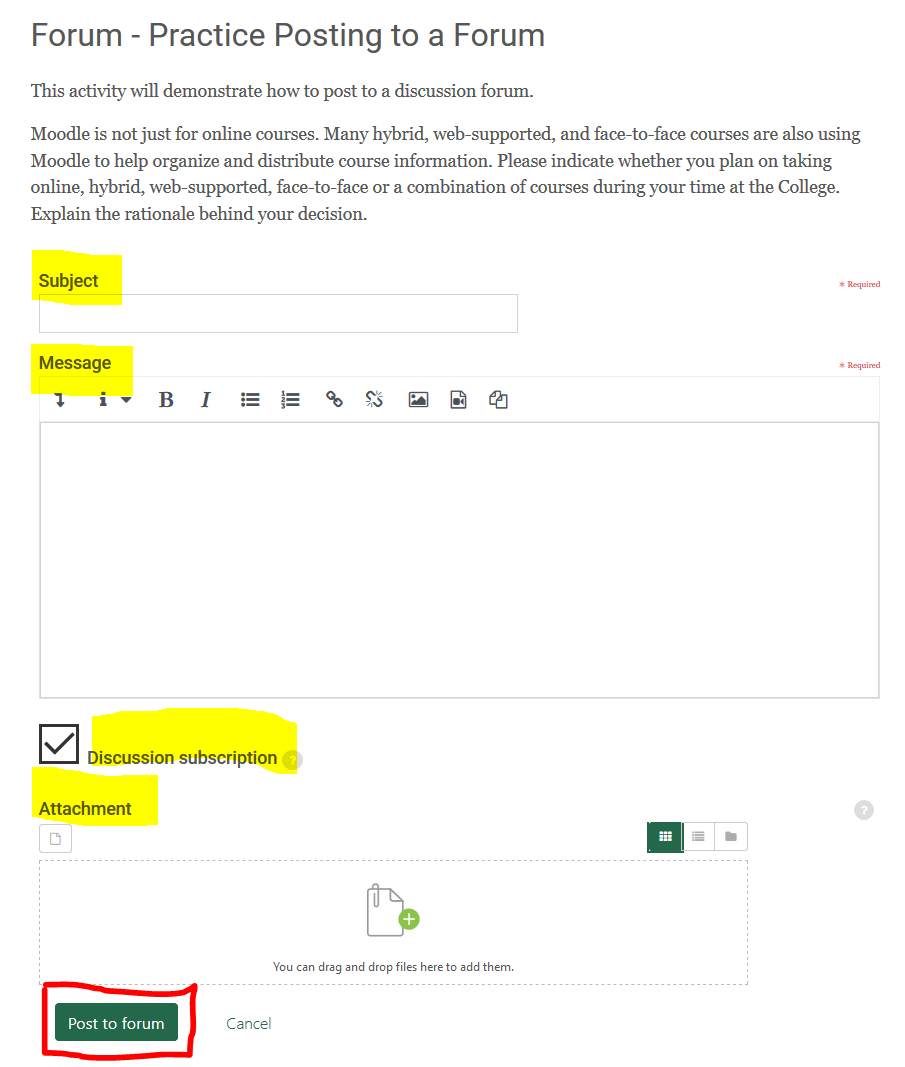 Forum - Practice Posting to a Forum
This activity will demonstrate how to post to a discussion forum.
Moodle is not just for online courses. Many hybrid, web-supported, and face-to-face courses are also using
Moodle to help organize and distribute course information. Please indicate whether you plan on taking
online, hybrid, web-supported, face-to-face or a combination of courses during your time at the College.
Explain the rationale behind your decision.
Subject
* Required
Message
* Required
B I
Discussion subscription ?
Attachment
?
You can drag and drop files here to add them.
Post to forum
Cancel